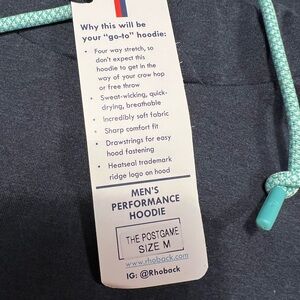 Why this will be
your "go-to" hoodie:
• Four way stretch, so
don't expect this
hoodie to get in the
way of your crow hop
or free throw
• Sweat-wicking, quick-
drying, breathable
• Incredibly soft fabric
• Sharp comfort fit
• Drawstrings for easy
hood fastening
• Heatseal trademark
ridge logo on hood
MEN'S
PERFORMANCE
HOODIE
THE POSTGAME
SIZE M
www.rhoback.com
IG: @Rhoback